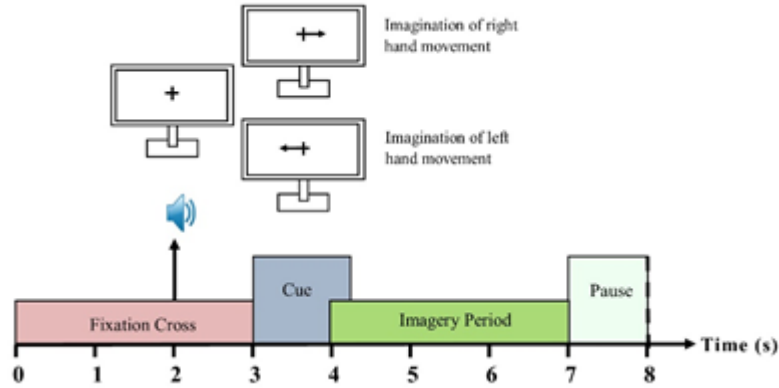 Imagination of right
hand movement
Imagination of left
hand movement
Cue
Pause
Fixation Cross
Imagery Period
Time (s)
0 1 2 3 4 5 6 7 8